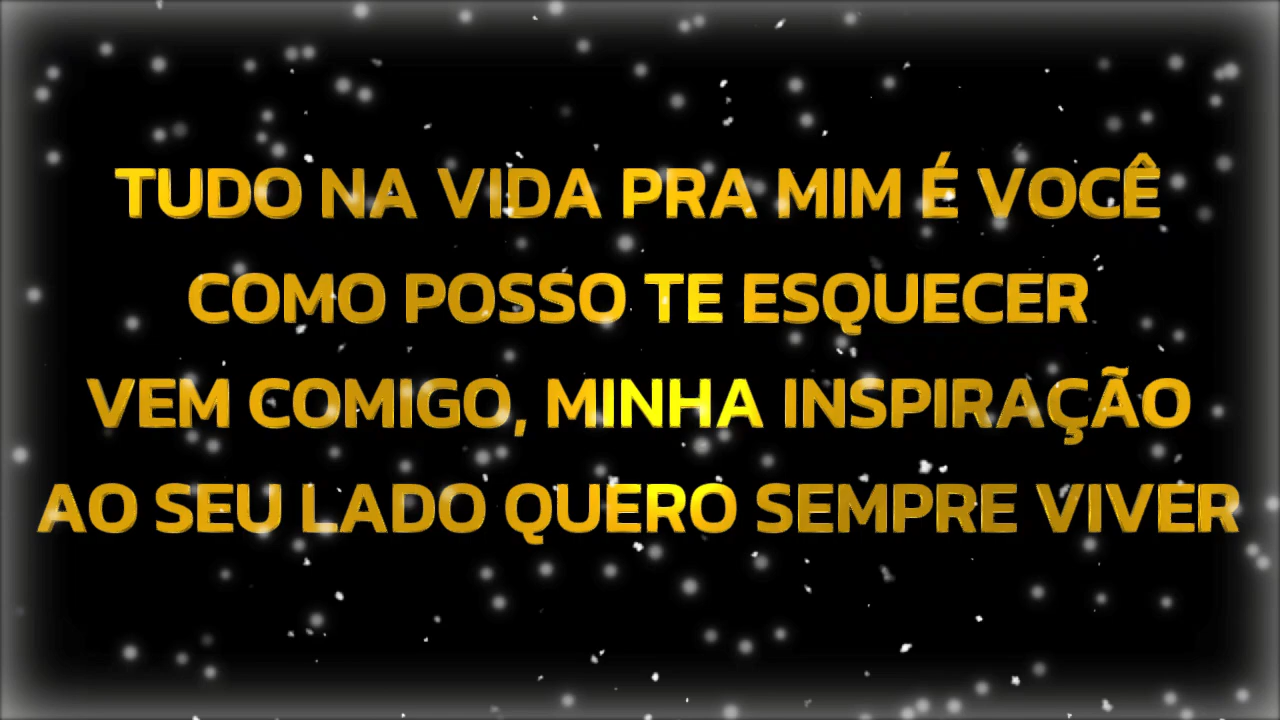 TUDO NA VIDA PRA MIM É VOCÊ
COMO POSSO TE ESQUECER
VEM COMIGO, MINHA INSPIRAÇÃO
AO SEU LADO QUERO SEMPRE VIVER